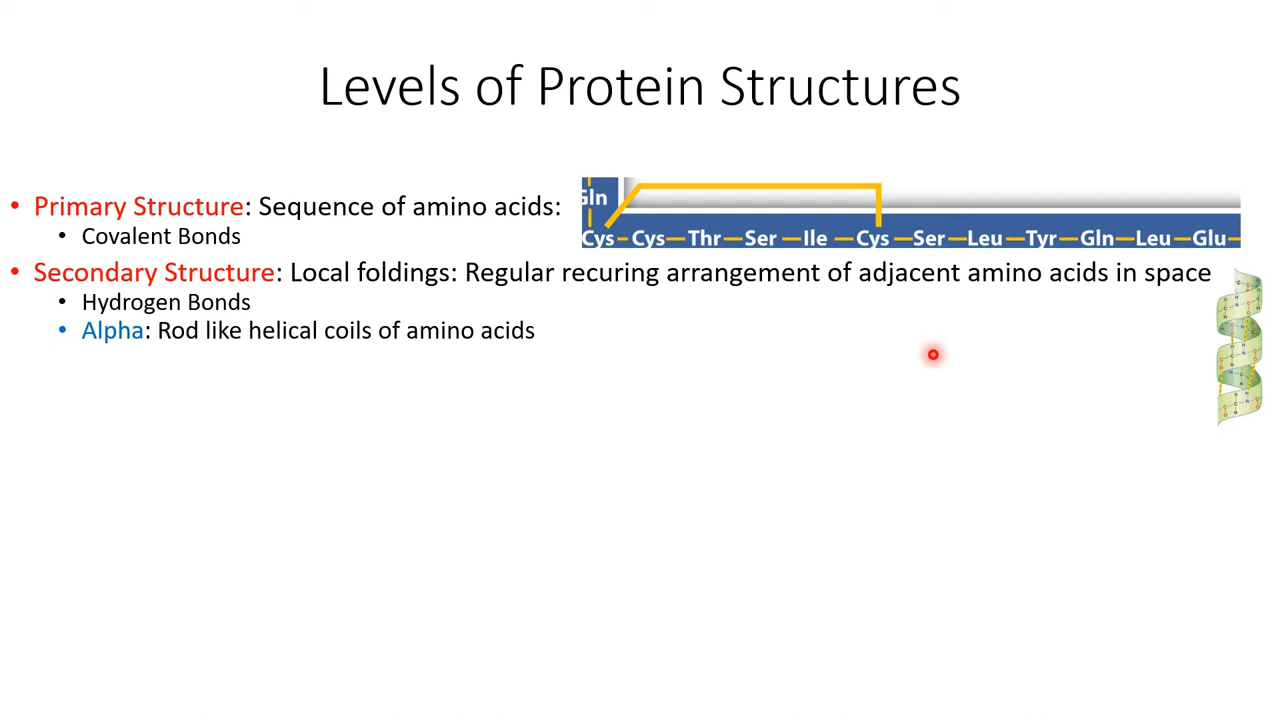 Levels of Protein Structures
• Primary Structure: Sequence of amino acids:
Gln
Cys – Cys — Thr — Ser — Ile — Cys — Ser — Leu — Tyr — Gln — Leu — Glu —
• Covalent Bonds
• Secondary Structure: Local foldings: Regular recuring arrangement of adjacent amino acids in space
• Hydrogen Bonds
• Alpha: Rod like helical coils of amino acids